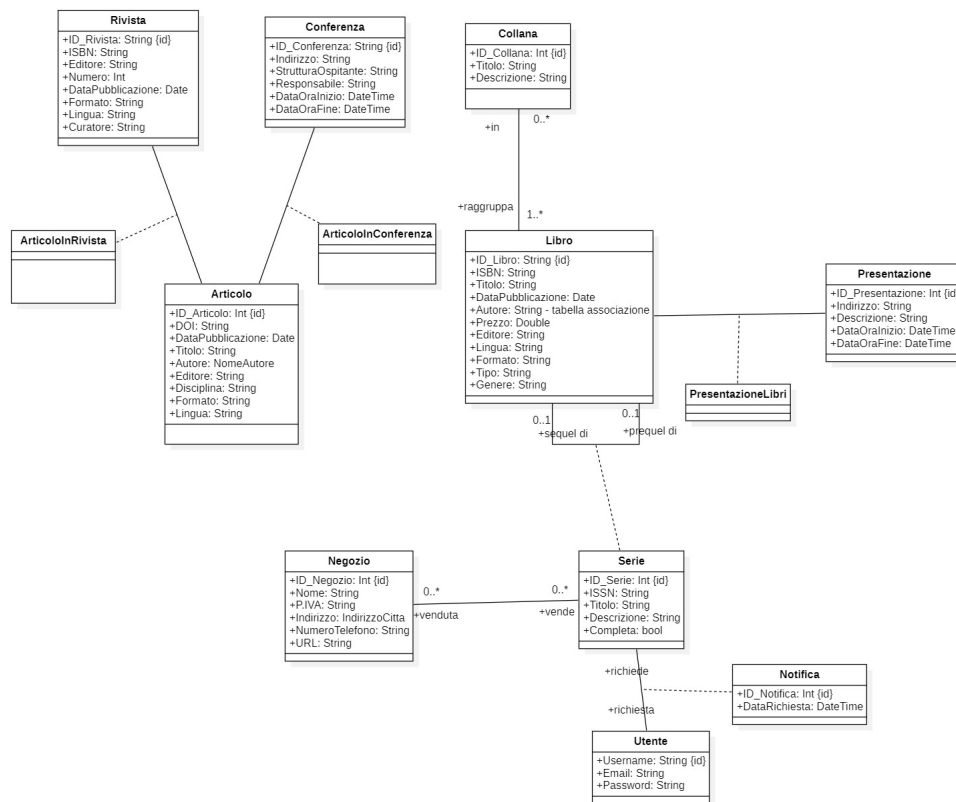 Rivista
+ID_Rivista: String {id}
+ISBN: String
+Editore: String
+Numero: Int
+DataPubblicazione: Date
+Formato: String
+Lingua: String
+Curatore: String
Conferenza
+ID_Conferenza: String {id}
+Indirizzo: String
+StrutturaOspitante: String
+Responsabile: String
+DataOraInizio: DateTime
+DataOraFine: DateTime
Collana
+ID_Collana: Int {id}
+Titolo: String
+Descrizione: String
+in
0..*
+raggruppa
1..*
ArticoloInRivista
ArticoloInConferenza
Articolo
+ID_Articolo: Int {id}
+DOI: String
+DataPubblicazione: Date
+Titolo: String
+Autore: NomeAutore
+Editore: String
+Disciplina: String
+Formato: String
+Lingua: String
Libro
+ID_Libro: String {id}
+ISBN: String
+Titolo: String
+DataPubblicazione: Date
+Autore: String - tabella associazione
+Prezzo: Double
+Editore: String
+Lingua: String
+Formato: String
+Tipo: String
+Genere: String
Presentazione
+ID_Presentazione: Int {id
+Indirizzo: String
+Descrizione: String
+DataOraInizio: DateTime
+DataOraFine: DateTime
PresentazioneLibri
0..1
+sequel di
0..1
+prequel di
Negozio
+ID_Negozio: Int {id}
+Nome: String
+P.IVA: String
+Indirizzo: IndirizzoCitta
+NumeroTelefono: String
+URL: String
0..*
+venduta
0..*
+vende
Serie
+ID_Serie: Int {id}
+ISSN: String
+Titolo: String
+Descrizione: String
+Completa: bool
+richiede
+richiesta
Notifica
+ID_Notifica: Int {id}
+DataRichiesta: DateTime
Utente
+Username: String {id}
+Email: String
+Password: String